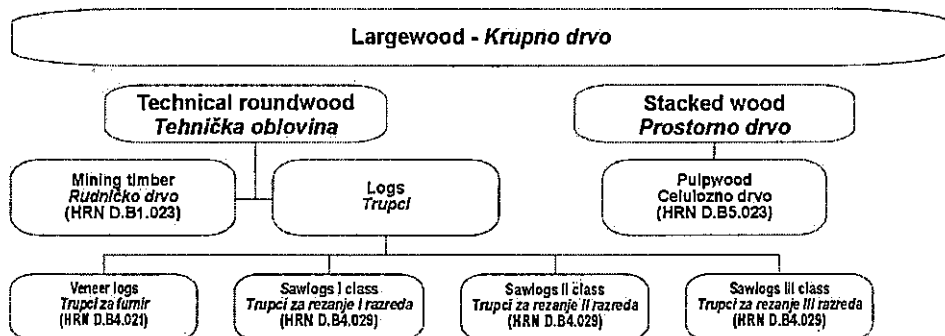 Largewood - Krupno drvo
Technical roundwood
Tehnička oblovina
Stacked wood
Prostorno drvo
Mining timber
Rudničko drvo
(HRN D.B1.023)
Logs
Trupci
Pulpwood
Celulozno drvo
(HRN D.B5.023)
Veneer logs
Trupci za furnir
(HRN D.B4.021)
Sawlogs I class
Trupci za rezanje I razreda
(HRN D.B4.029)
Sawlogs II class
Trupci za rezanje II razreda
(HRN D.B4.029)
Sawlogs III class
Trupci za rezanje III razreda
(HRN D.B4.029)